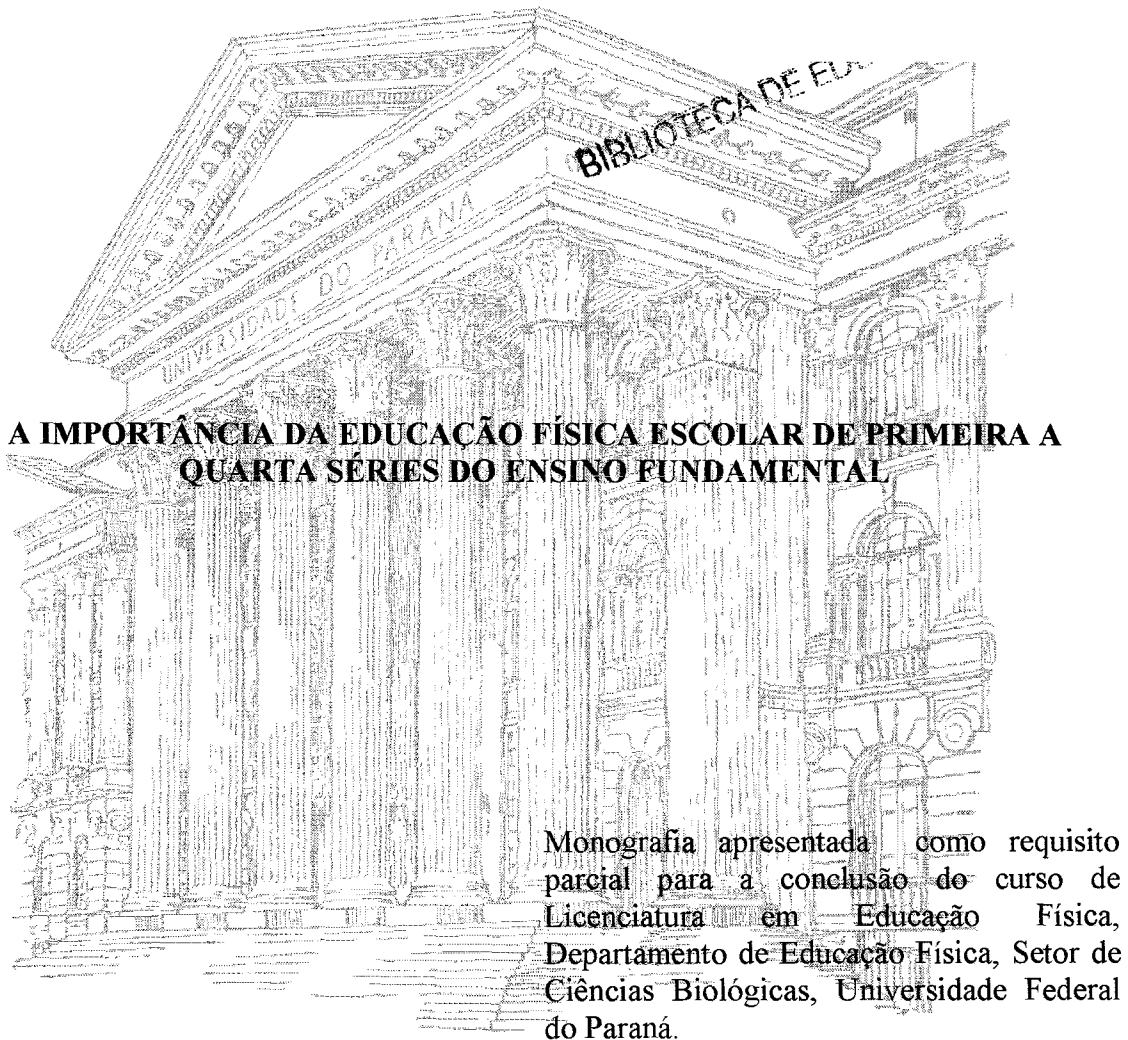 BIBLIOTECA DE
UNIVERSIDADE DO PARANÁ
A IMPORTÂNCIA DA EDUCAÇÃO FÍSICA ESCOLAR DE PRIMEIRA A
QUARTA SÉRIES DO ENSINO FUNDAMENTAL
Monografia apresentada como requisito
parcial para a conclusão do curso de
Licenciatura em Educação Física,
Departamento de Educação Física, Setor de
Ciências Biológicas, Universidade Federal
do Paraná.